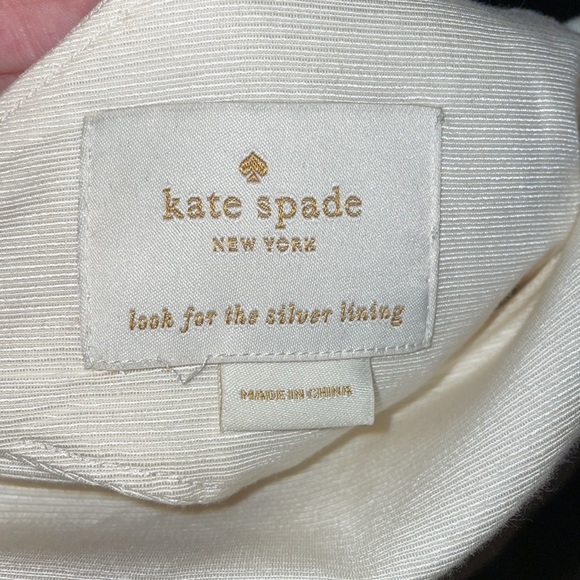 kate spade
NEW YORK
look for the silver lining
MADE IN CHINA